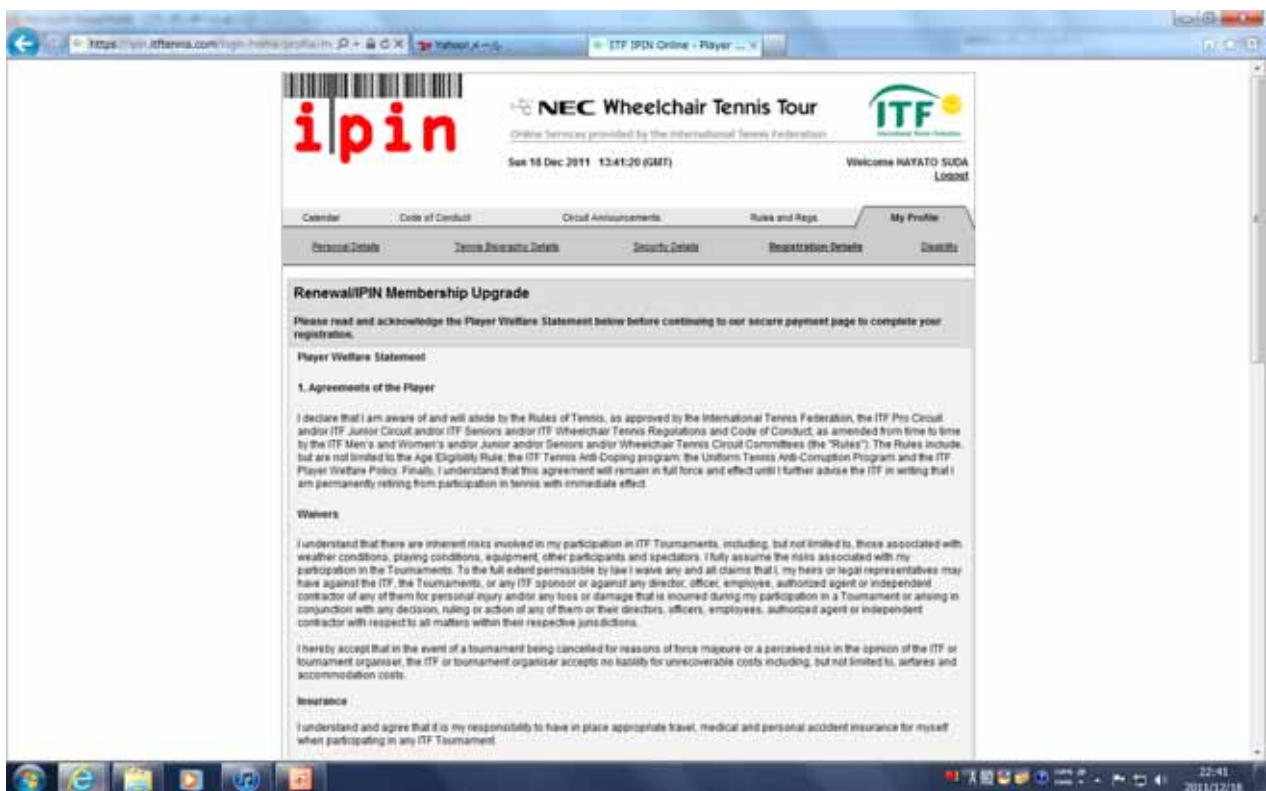 https://ipin.itftennis.com/
Yahoo!メール
ITF IPIN Online - Player ...
ipin
NEC Wheelchair Tennis Tour
ITF
Online Services provided by the International Tennis Federation
Sun 18 Dec 2011 13:41:20 (GMT)
Welcome HAYATO SUDA
Logout
Calendar Code of Conduct Circuit Announcements Rules and Regs My Profile
Personal Details Tennis Biography Details Security Details Registration Details Disability
Renewal/IPIN Membership Upgrade
Please read and acknowledge the Player Welfare Statement below before continuing to our secure payment page to complete your
registration.
Player Welfare Statement
1. Agreements of the Player
I declare that I am aware of and will abide by the Rules of Tennis, as approved by the International Tennis Federation, the ITF Pro Circuit
and/or ITF Junior Circuit and/or ITF Seniors and/or ITF Wheelchair Tennis Regulations and Code of Conduct, as amended from time to time
by the ITF Men's and Women's and/or Junior and/or Seniors and/or Wheelchair Tennis Circuit Committees (the "Rules"). The Rules include,
but are not limited to the Age Eligibility Rule, the ITF Tennis Anti-Doping program, the Uniform Tennis Anti-Corruption Program and the ITF
Player Welfare Policy. Finally, I understand that this agreement will remain in full force and effect until I further advise the ITF in writing that I
am permanently retiring from participation in tennis with immediate effect.
Waivers
I understand that there are inherent risks involved in my participation in ITF Tournaments, including, but not limited to, those associated with
weather conditions, playing conditions, equipment, other participants and spectators. I fully assume the risks associated with my
participation in the Tournaments. To the full extent permissible by law I waive any and all claims that I, my heirs or legal representatives may
have against the ITF, the Tournaments, or any ITF sponsor or against any director, officer, employee, authorized agent or independent
contractor of any of them for personal injury and/or any loss or damage that is incurred during my participation in a Tournament or arising in
conjunction with any decision, ruling or action of any of them or their directors, officers, employees, authorized agent or independent
contractor with respect to all matters within their respective jurisdictions.
I hereby accept that in the event of a tournament being cancelled for reasons of force majeure or a perceived risk in the opinion of the ITF or
tournament organiser, the ITF or tournament organiser accepts no liability for unrecoverable costs including, but not limited to, airfares and
accommodation costs.
Insurance
I understand and agree that it is my responsibility to have in place appropriate travel, medical and personal accident insurance for myself
when participating in any ITF Tournament.
22:41
2011/12/18